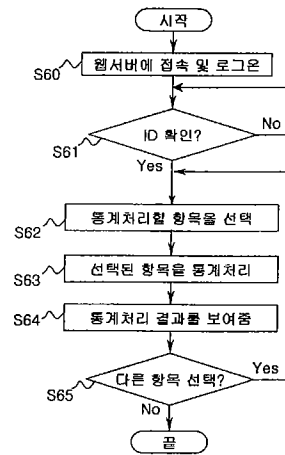 시작
S60
웹서버에 접속 및 로그온
ID 확인?
No
S61
Yes
S62
통계처리할 항목을 선택
S63
선택된 항목을 통계처리
S64
통계처리 결과를 보여줌
다른 항목 선택?
Yes
S65
No
끝